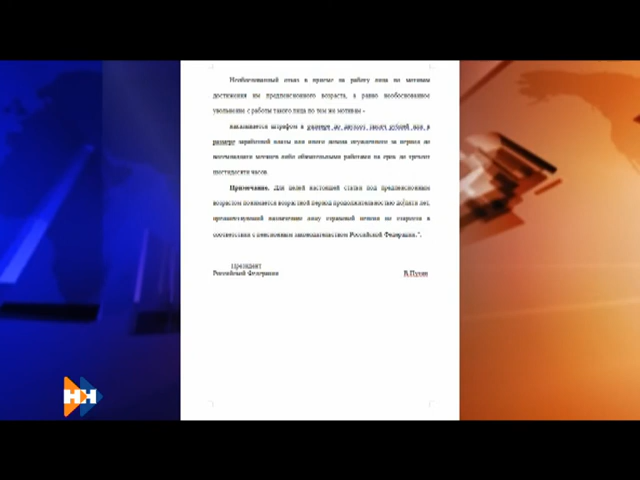 Необоснованный отказ в приеме на работу лица по мотивам
достижения им предпенсионного возраста, а равно необоснованное
увольнение с работы такого лица по тем же мотивам -
наказывается штрафом в размере до двухсот тысяч рублей или в
размере заработной платы или иного дохода осужденного за период до
восемнадцати месяцев либо обязательными работами на срок до трехсот
шестидесяти часов.
Примечание. Для целей настоящей статьи под предпенсионным
возрастом понимается возрастной период продолжительностью до пяти лет,
предшествующий назначению лицу страховой пенсии по старости в
соответствии с пенсионным законодательством Российской Федерации.".
Президент
Российской Федерации
В.Путин
НН